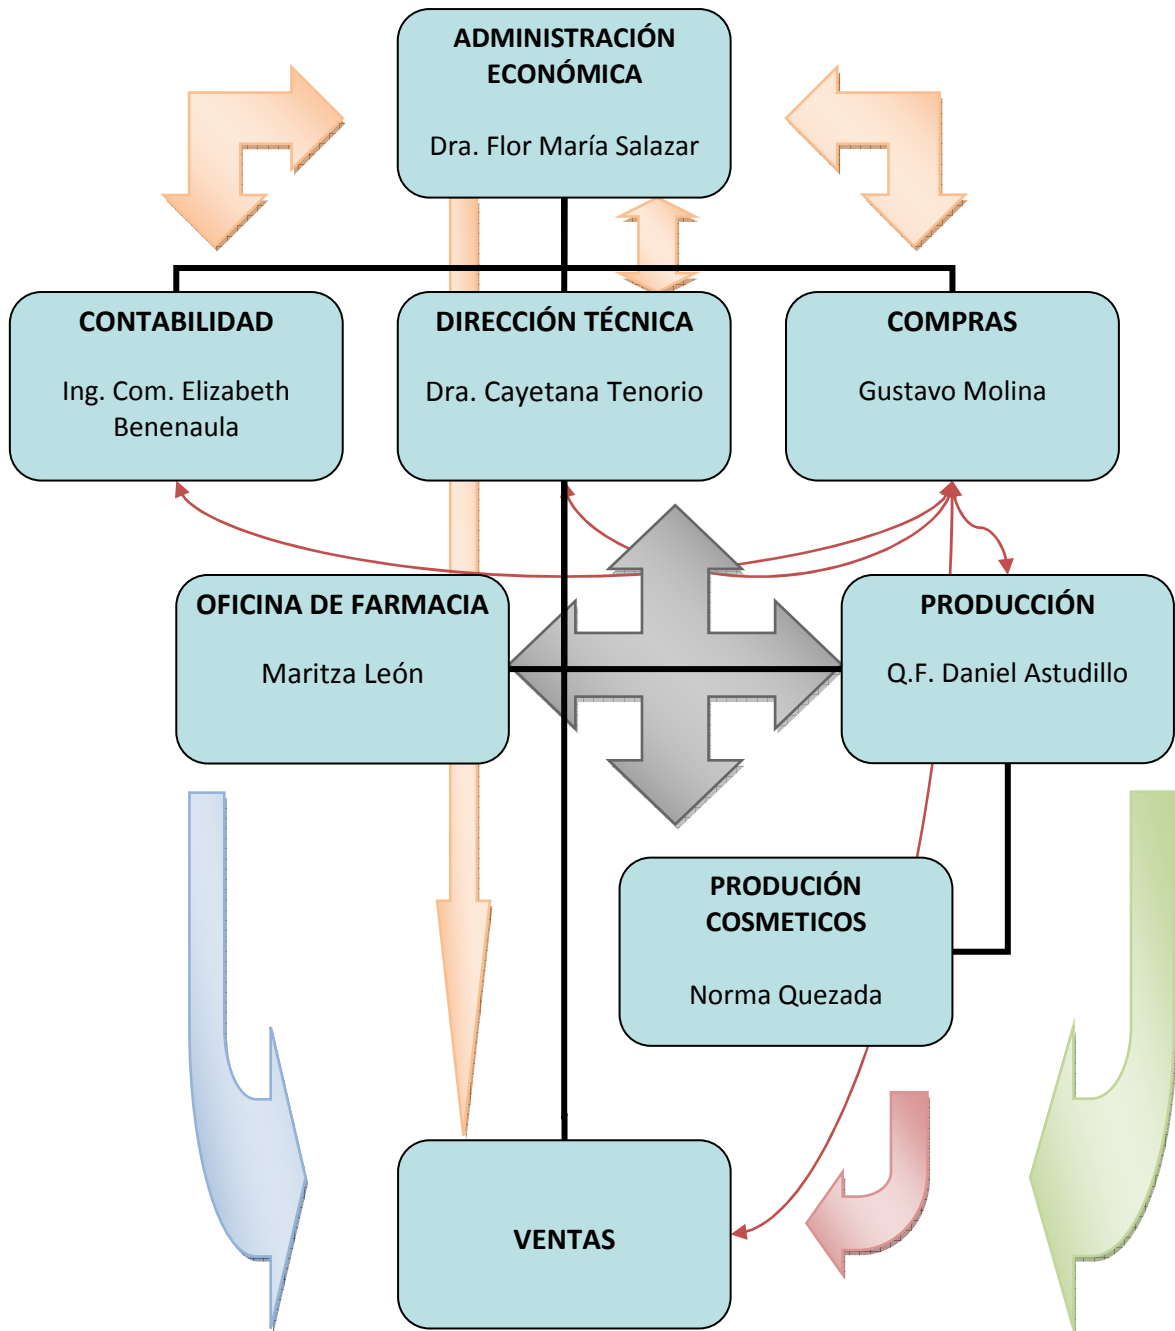 ADMINISTRACIÓN
ECONÓMICA
Dra. Flor María Salazar
CONTABILIDAD
Ing. Com. Elizabeth
Benenaula
DIRECCIÓN TÉCNICA
Dra. Cayetana Tenorio
COMPRAS
Gustavo Molina
OFICINA DE FARMACIA
Maritza León
PRODUCCIÓN
Q.F. Daniel Astudillo
PRODUCIÓN
COSMETICOS
Norma Quezada
VENTAS